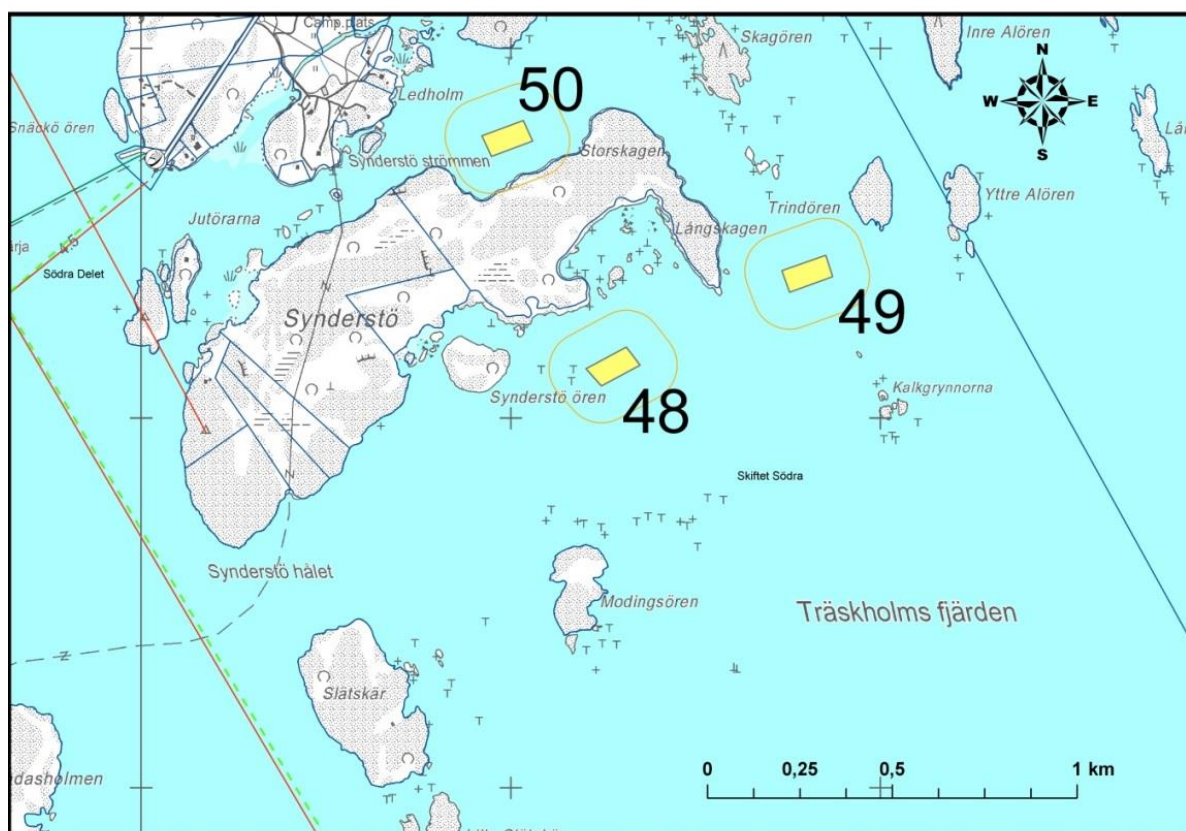 Camp.plats
Skagören
Inre Alören
N
W
E
S
50
Ledholm
Snäckö ören
Storskagen
Synderstö strömmen
Trindören
Yttre Alören
Jutörarna
Långskagen
Södra Delet
49
Synderstö
Synderstö ören
48
Kalkgrynnorna
Skiftet Södra
Synderstö hålet
Modingsören
Träskholms fjärden
Slätskär
dasholmen
0 0,25 0,5 1 km